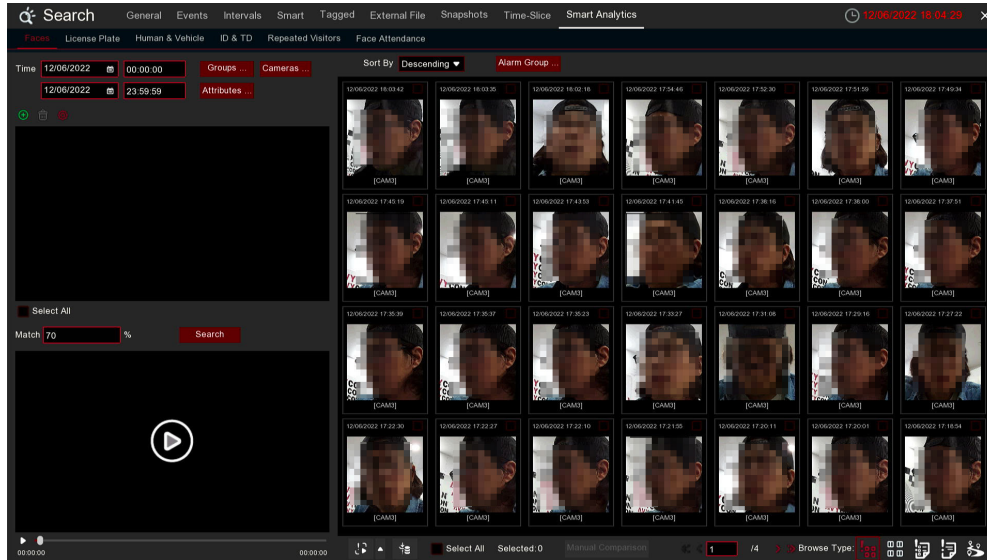 Search General Events Intervals Smart Tagged External File Snapshots Time-Slice Smart Analytics 12/06/2022 18:04:29
Faces License Plate Human & Vehicle ID & TD Repeated Visitors Face Attendance
Time 12/06/2022 00:00:00 Groups ... Cameras ...
12/06/2022 23:59:59 Attributes ...
Select All
Match 70 % Search
00:00:00 00:00:00
Sort By Descending Alarm Group ...
12/06/2022 18:03:42 12/06/2022 18:03:35 12/06/2022 18:02:18 12/06/2022 17:54:46 12/06/2022 17:52:30 12/06/2022 17:51:59 12/06/2022 17:49:34
[CAM3] [CAM3] [CAM3] [CAM3] [CAM3] [CAM3] [CAM3]
12/06/2022 17:45:19 12/06/2022 17:45:11 12/06/2022 17:43:53 12/06/2022 17:41:45 12/06/2022 17:38:16 12/06/2022 17:38:00 12/06/2022 17:37:51
[CAM3] [CAM3] [CAM3] [CAM3] [CAM3] [CAM3] [CAM3]
12/06/2022 17:35:39 12/06/2022 17:35:37 12/06/2022 17:35:23 12/06/2022 17:33:27 12/06/2022 17:31:08 12/06/2022 17:29:16 12/06/2022 17:27:22
[CAM3] [CAM3] [CAM3] [CAM3] [CAM3] [CAM3] [CAM3]
12/06/2022 17:22:30 12/06/2022 17:22:27 12/06/2022 17:22:10 12/06/2022 17:21:55 12/06/2022 17:20:11 12/06/2022 17:20:01 12/06/2022 17:18:54
[CAM3] [CAM3] [CAM3] [CAM3] [CAM3] [CAM3] [CAM3]
Select All Selected: 0 Manual Comparison 1 /4 Browse Type: